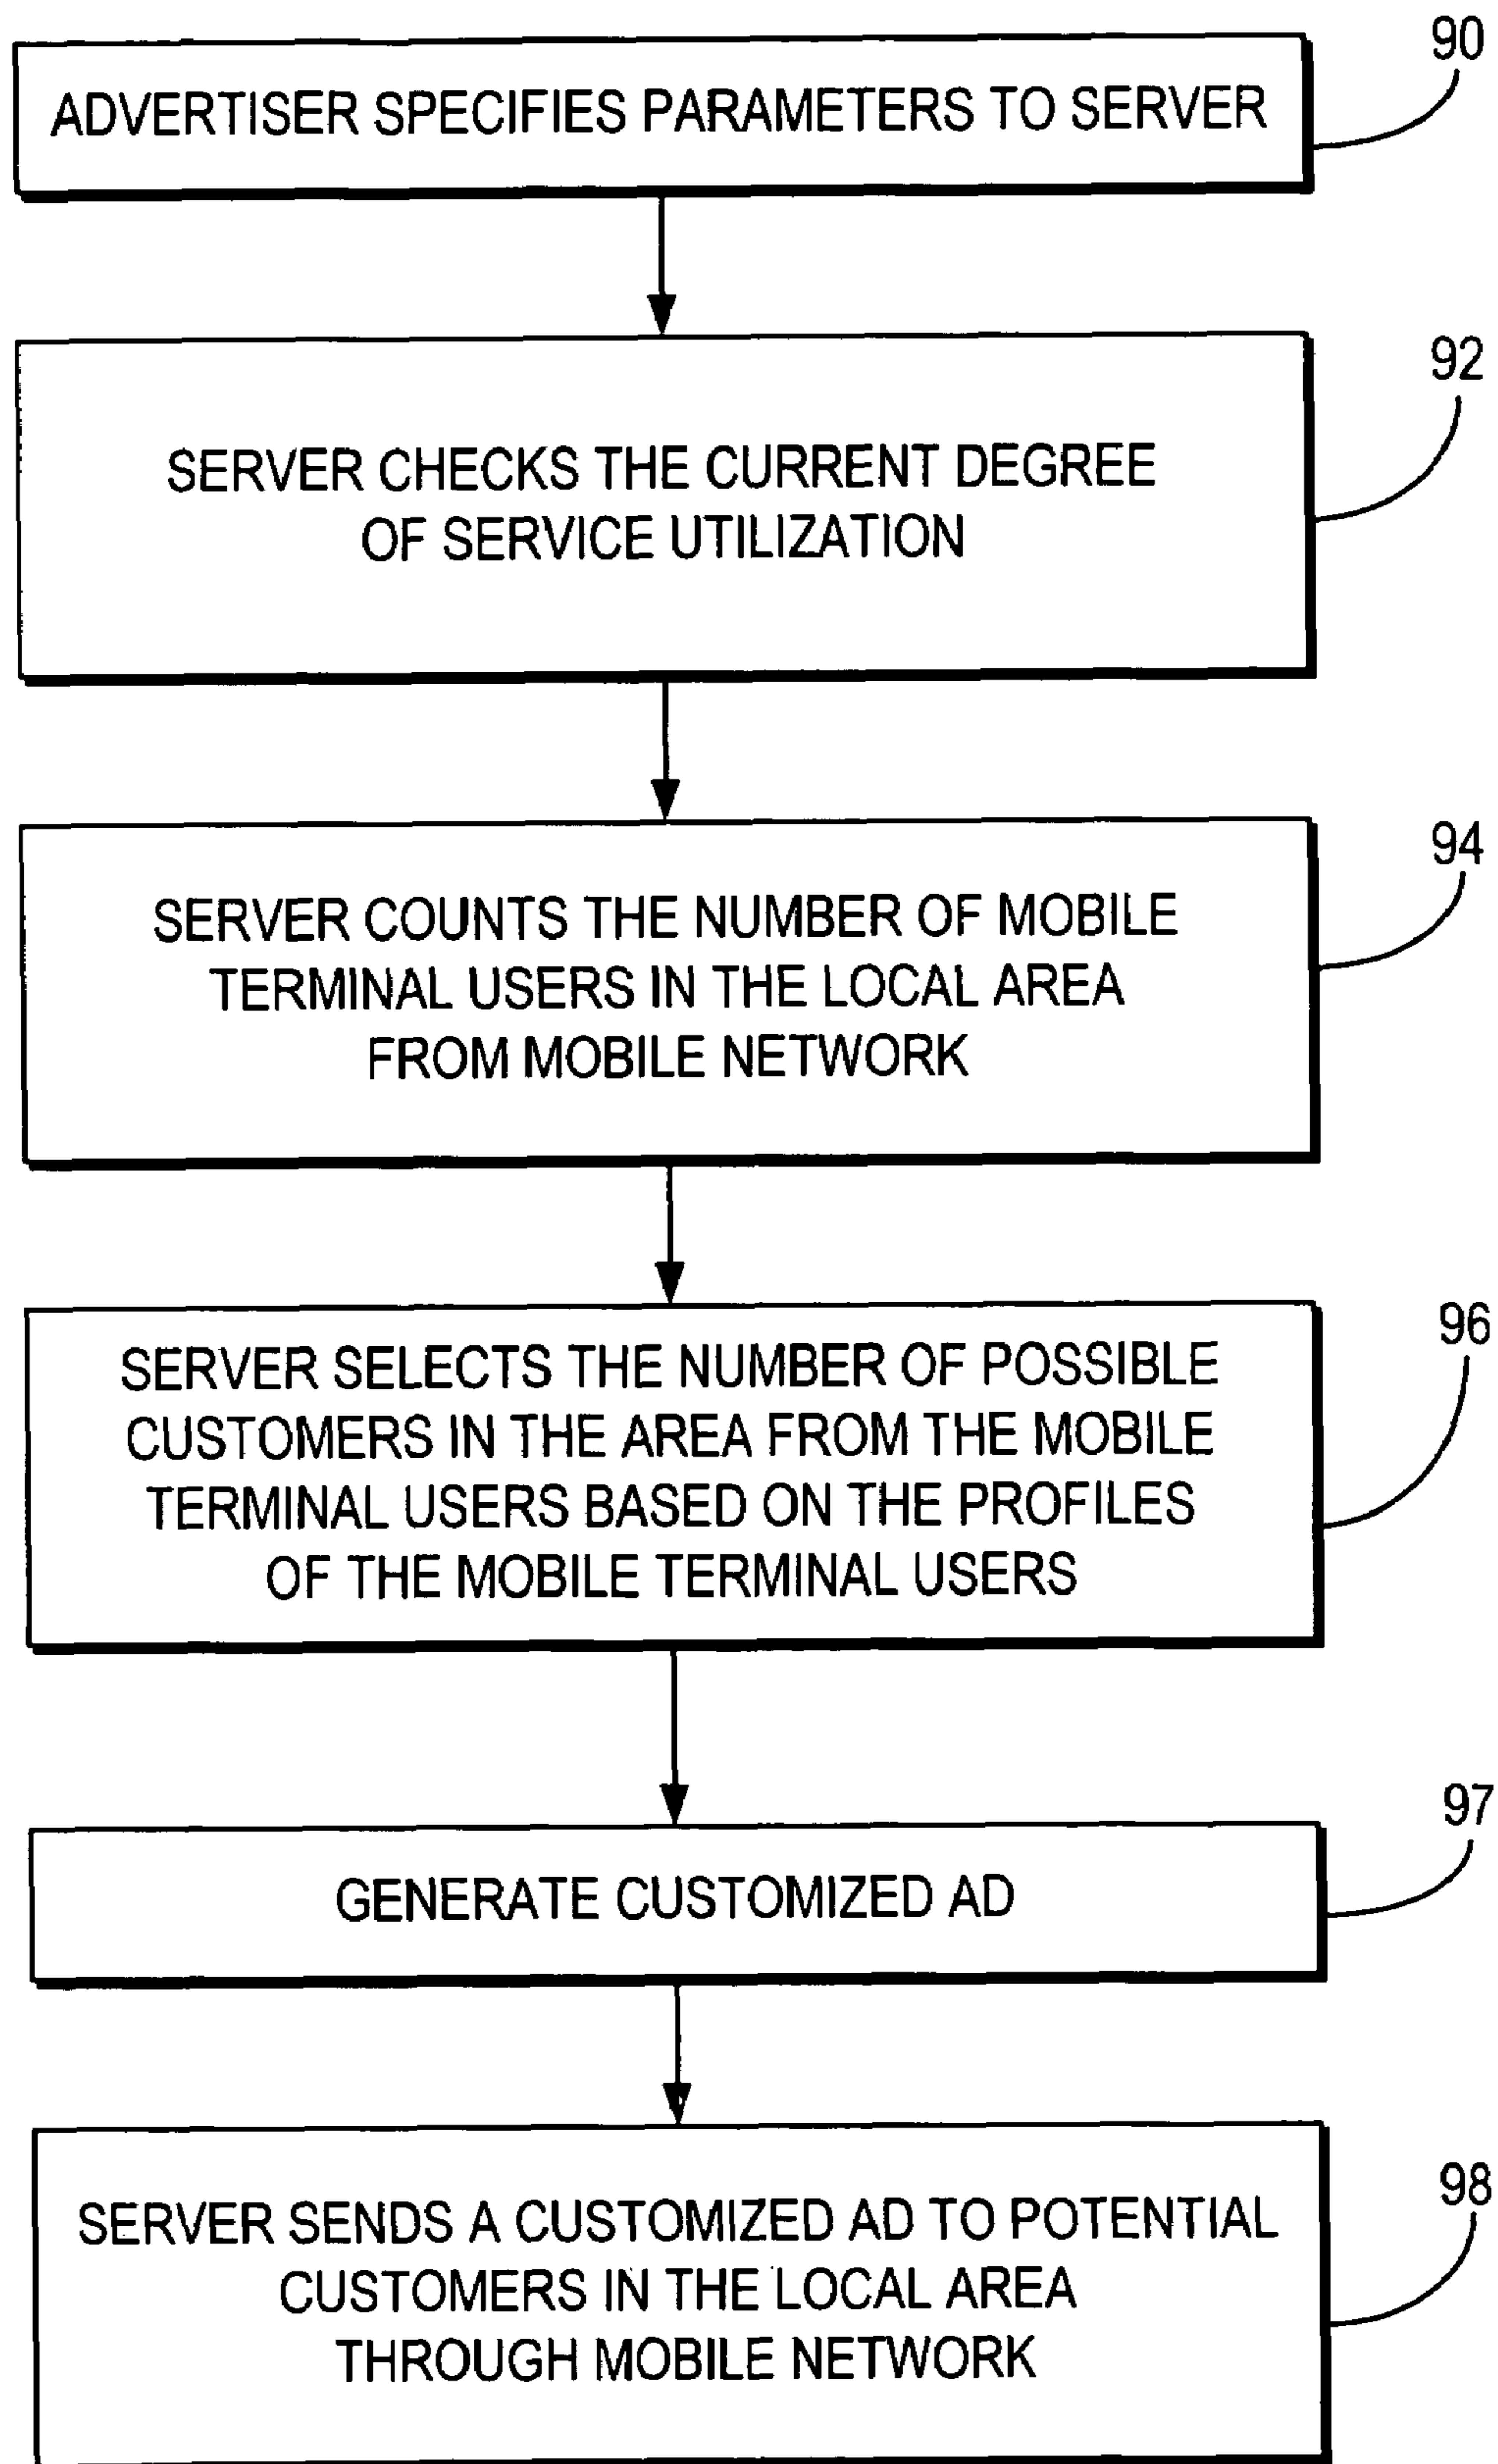 90
ADVERTISER SPECIFIES PARAMETERS TO SERVER
92
SERVER CHECKS THE CURRENT DEGREE
OF SERVICE UTILIZATION
94
SERVER COUNTS THE NUMBER OF MOBILE
TERMINAL USERS IN THE LOCAL AREA
FROM MOBILE NETWORK
96
SERVER SELECTS THE NUMBER OF POSSIBLE
CUSTOMERS IN THE AREA FROM THE MOBILE
TERMINAL USERS BASED ON THE PROFILES
OF THE MOBILE TERMINAL USERS
97
GENERATE CUSTOMIZED AD
98
SERVER SENDS A CUSTOMIZED AD TO POTENTIAL
CUSTOMERS IN THE LOCAL AREA
THROUGH MOBILE NETWORK